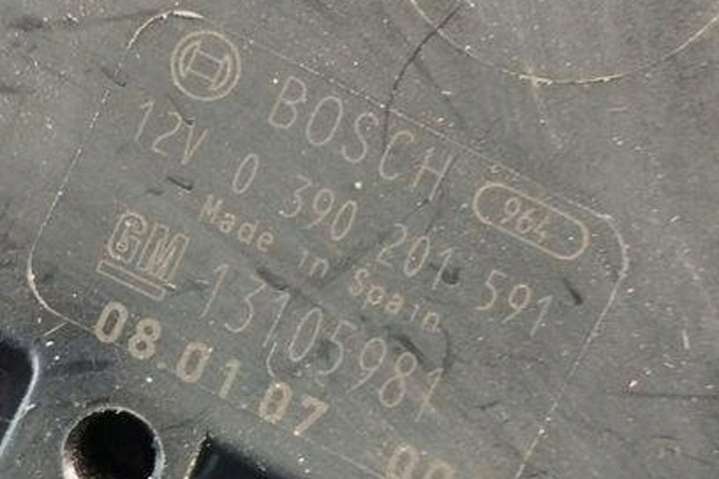 BOSCH
964
12V 0 390 201 591
Made in Spain
GM 13105981
08.01.07